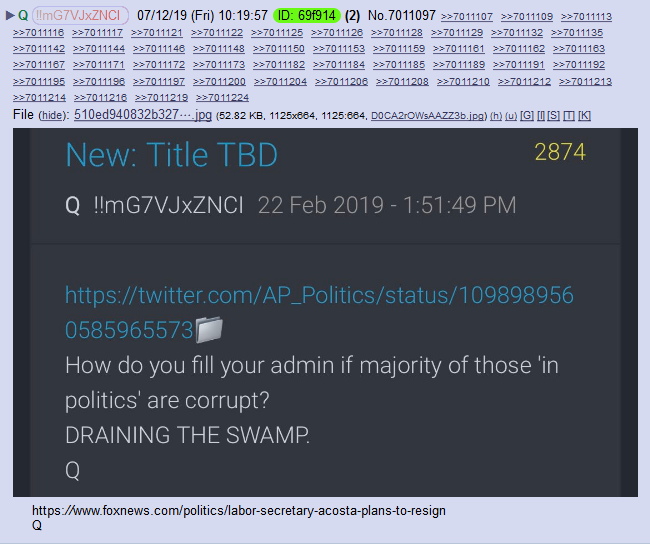 Q !!mG7VJxZNCI 07/12/19 (Fri) 10:19:57 ID: 69f914 (2) No.7011097 >>7011107 >>7011109 >>7011113
>>7011116 >>7011117 >>7011121 >>7011122 >>7011125 >>7011126 >>7011128 >>7011129 >>7011132 >>7011135
>>7011142 >>7011144 >>7011146 >>7011148 >>7011150 >>7011153 >>7011159 >>7011161 >>7011162 >>7011163
>>7011167 >>7011171 >>7011172 >>7011173 >>7011182 >>7011184 >>7011185 >>7011189 >>7011191 >>7011192
>>7011195 >>7011196 >>7011197 >>7011200 >>7011204 >>7011206 >>7011208 >>7011210 >>7011212 >>7011213
>>7011214 >>7011216 >>7011219 >>7011224
File (hide): 510ed940832b327⋯.jpg (52.82 KB, 1125x664, 1125:664, D0CA2rOWsAAZZ3b.jpg) (h) (u) [G] [I] [S] [T] [K]
New: Title TBD 2874
Q !!mG7VJxZNCI 22 Feb 2019 - 1:51:49 PM
https://twitter.com/AP_Politics/status/109898956
0585965573
How do you fill your admin if majority of those 'in
politics' are corrupt?
DRAINING THE SWAMP.
Q
https://www.foxnews.com/politics/labor-secretary-acosta-plans-to-resign
Q